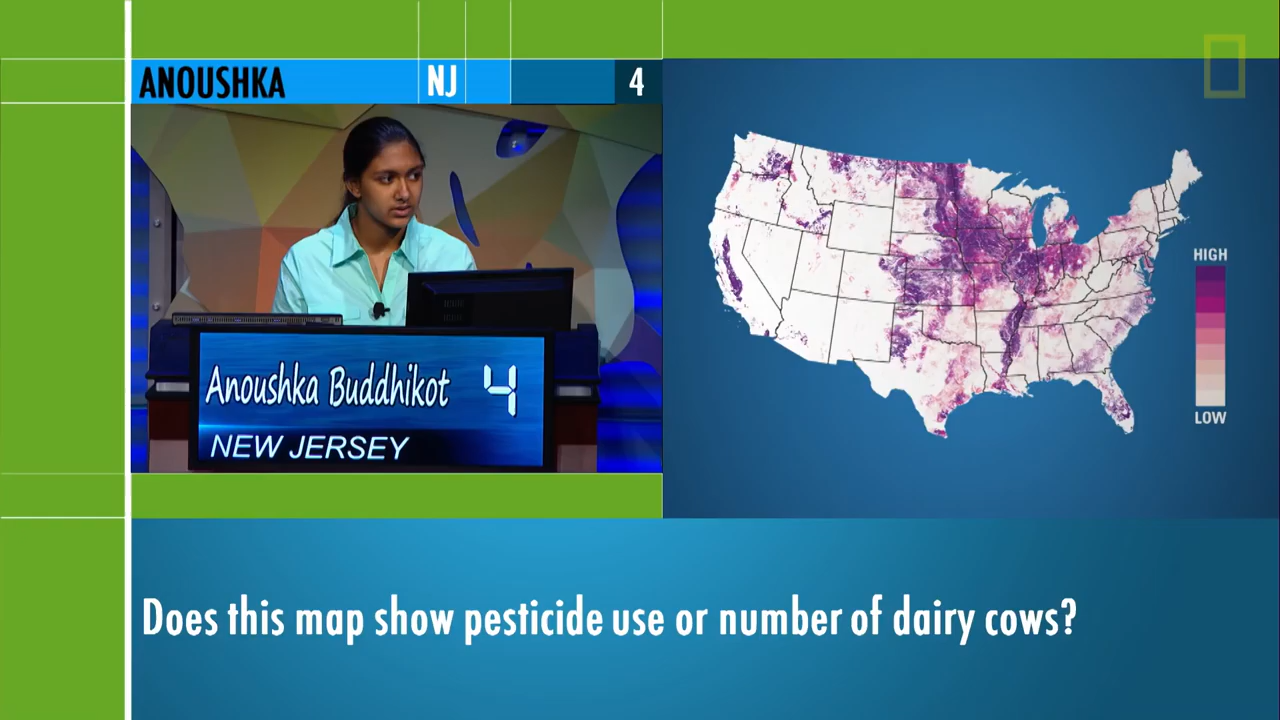 ANOUSHKA NJ 4
Anoushka Buddhikot 4
NEW JERSEY
HIGH
LOW
Does this map show pesticide use or number of dairy cows?